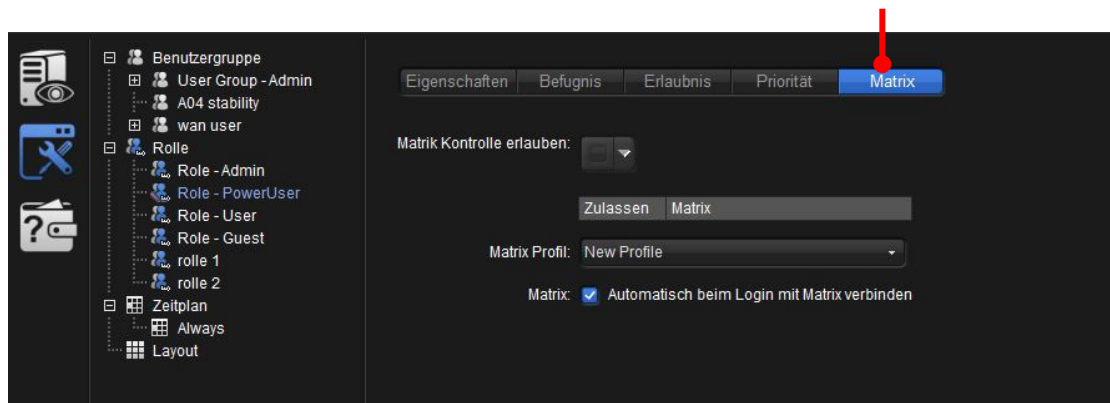 Benutzergruppe
User Group - Admin
A04 stability
wan user
Rolle
Role - Admin
Role - PowerUser
Role - User
Role - Guest
rolle 1
rolle 2
Zeitplan
Always
Layout
Eigenschaften Befugnis Erlaubnis Priorität Matrix
Matrik Kontrolle erlauben:
Zulassen Matrix
Matrix Profil: New Profile
Matrix: Automatisch beim Login mit Matrix verbinden